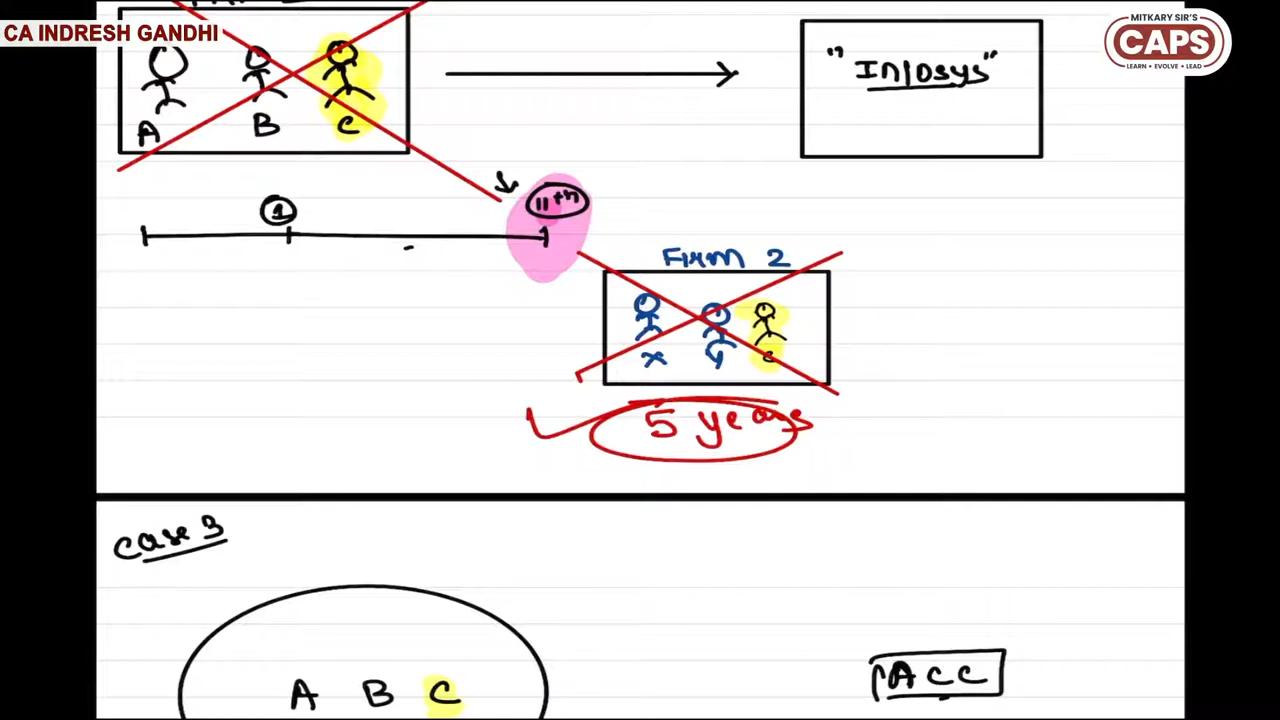 CA INDRESH GANDHI
MITKARY SIR'S
CAPS
LEARN • EVOLVE • LEAD
"Infosys"
A B C
1
11th
Firm 2
x y c
5 years
Case 3
A B C
ACC